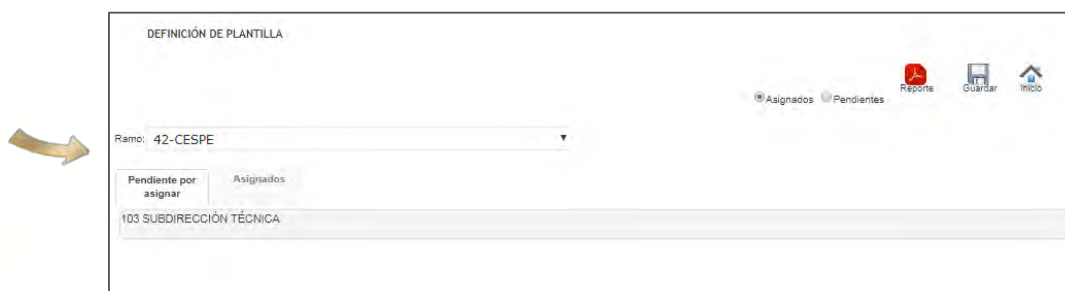 DEFINICIÓN DE PLANTILLA
Asignados Pendientes
Reporte
Guardar
Inicio
Ramo: 42-CESPE
Pendiente por asignar
Asignados
103 SUBDIRECCIÓN TÉCNICA